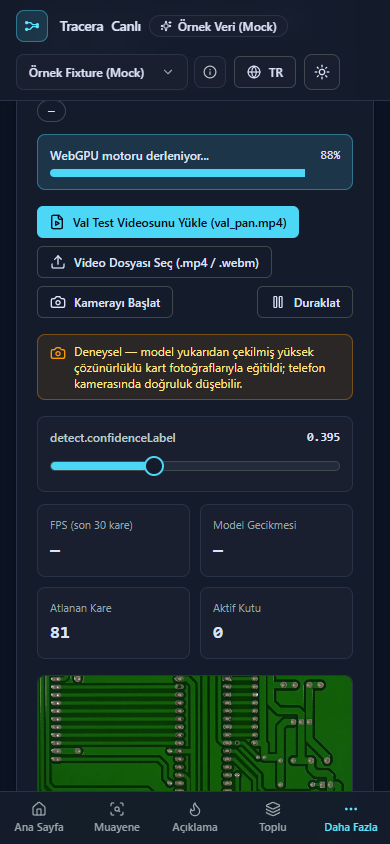 Tracera Canlı
Örnek Veri (Mock)
Örnek Fixture (Mock)
TR
–
WebGPU motoru derleniyor...
88%
Val Test Videosunu Yükle (val_pan.mp4)
Video Dosyası Seç (.mp4 / .webm)
Kamerayı Başlat
Duraklat
Deneysel — model yukarıdan çekilmiş yüksek
çözünürlüklü kart fotoğraflarıyla eğitildi; telefon
kamerasında doğruluk düşebilir.
detect.confidenceLabel
0.395
FPS (son 30 kare)
—
Model Gecikmesi
—
Atlanan Kare
81
Aktif Kutu
0
Ana Sayfa
Muayene
Açıklama
Toplu
Daha Fazla